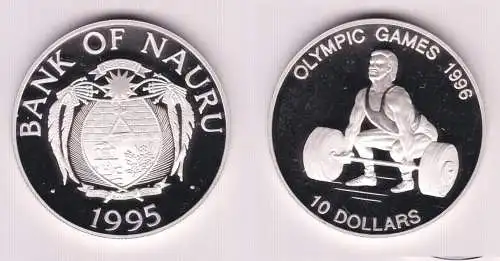 BANK OF NAURU
1995
OLYMPIC GAMES 1996
10 DOLLARS